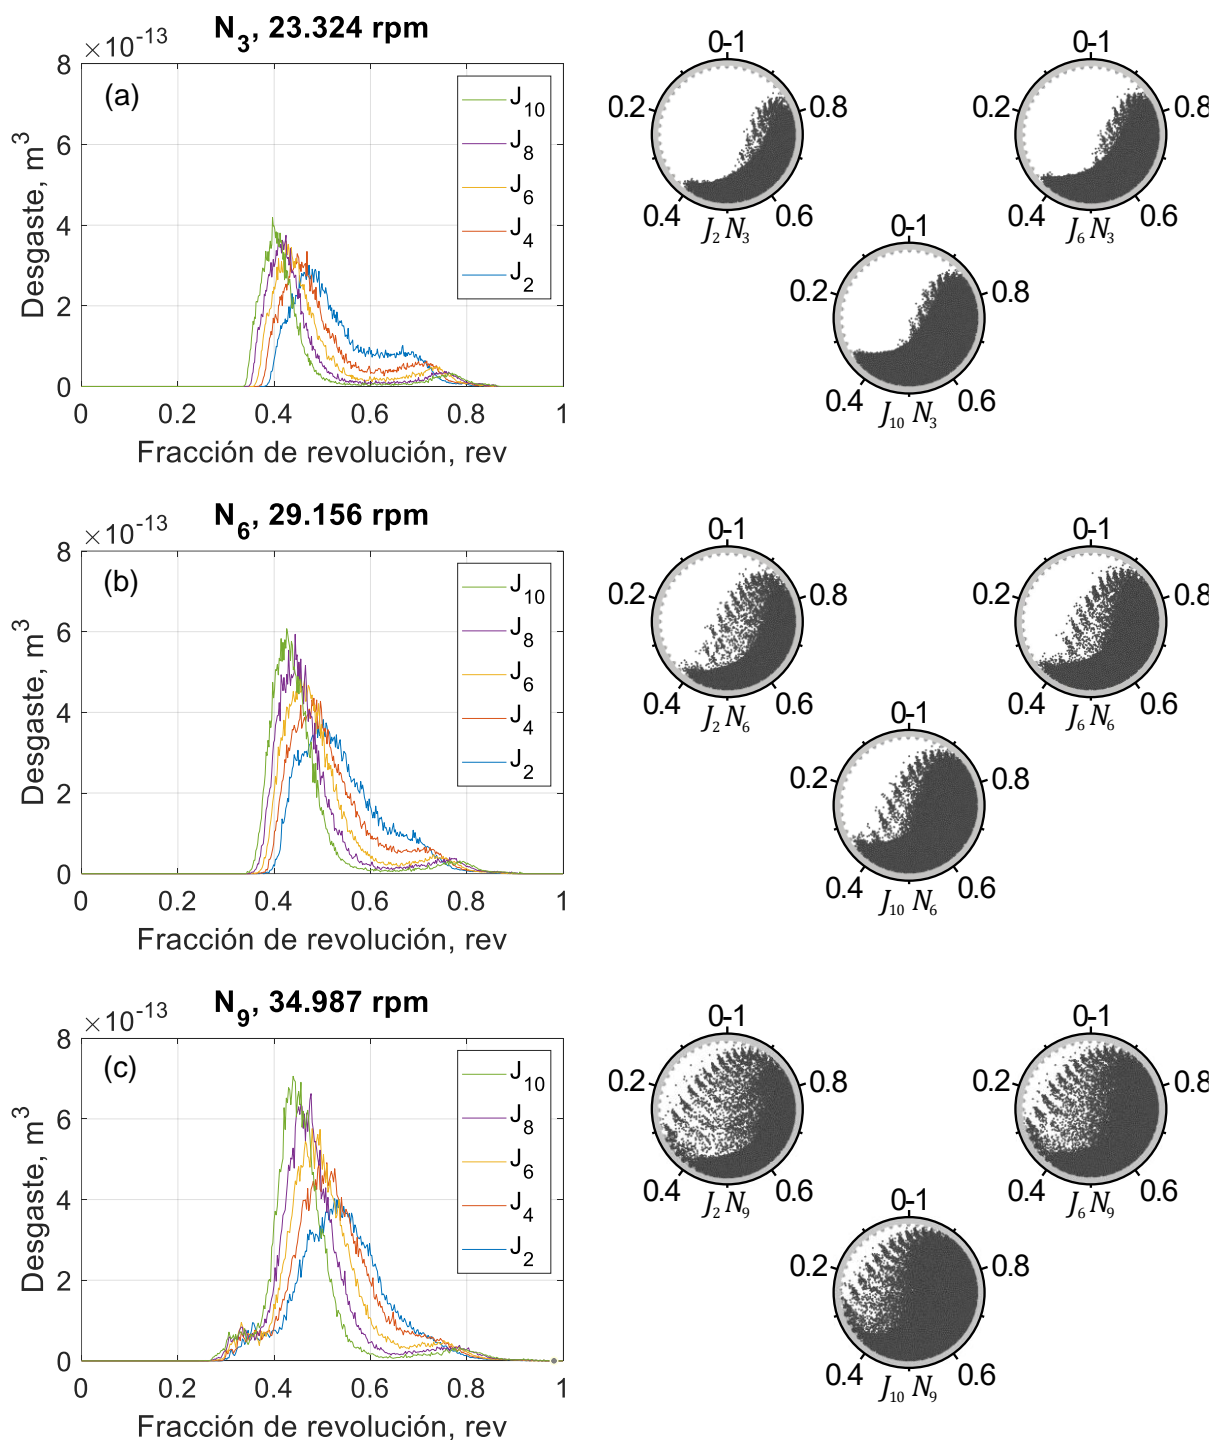 N3, 23.324 rpm
×10-13
(a)
8
6
4
2
0
Desgaste, m3
J10
J8
J6
J4
J2
0 0.2 0.4 0.6 0.8 1
Fracción de revolución, rev
0-1
0.2 0.8
0.4 0.6
J2 N3
0-1
0.2 0.8
0.4 0.6
J6 N3
0-1
0.2 0.8
0.4 0.6
J10 N3
N6, 29.156 rpm
×10-13
(b)
8
6
4
2
0
Desgaste, m3
J10
J8
J6
J4
J2
0 0.2 0.4 0.6 0.8 1
Fracción de revolución, rev
0-1
0.2 0.8
0.4 0.6
J2 N6
0-1
0.2 0.8
0.4 0.6
J6 N6
0-1
0.2 0.8
0.4 0.6
J10 N6
N9, 34.987 rpm
×10-13
(c)
8
6
4
2
0
Desgaste, m3
J10
J8
J6
J4
J2
0 0.2 0.4 0.6 0.8 1
Fracción de revolución, rev
0-1
0.2 0.8
0.4 0.6
J2 N9
0-1
0.2 0.8
0.4 0.6
J6 N9
0-1
0.2 0.8
0.4 0.6
J10 N9